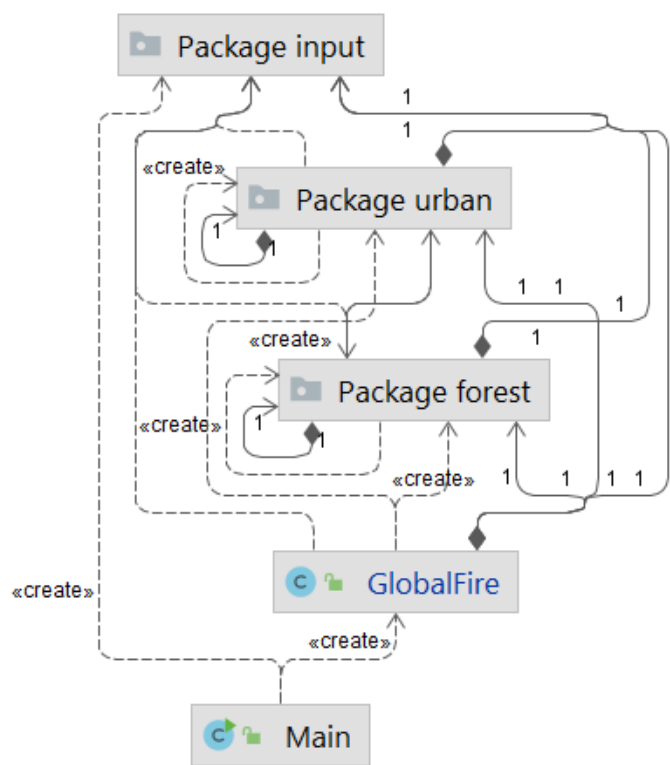 Package input
1
1
«create»
Package urban
1
1
1
1
1
«create»
1
Package forest
1
1
«create»
«create»
1
1
1
1
GlobalFire
«create»
«create»
Main